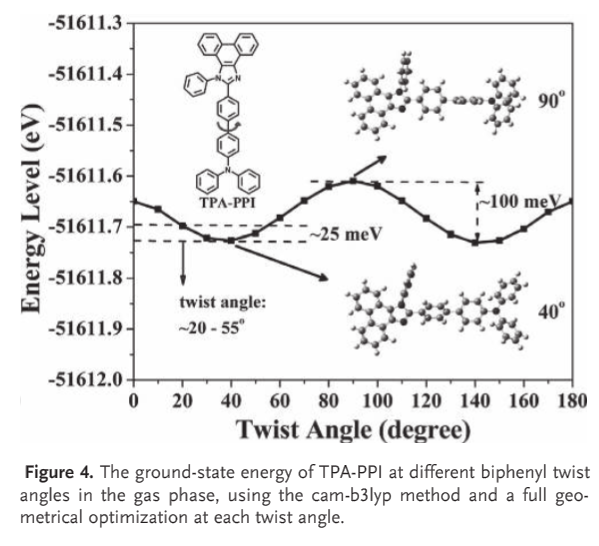 -51611.3
-51611.4
-51611.5
-51611.6
-51611.7
-51611.8
-51611.9
-51612.0
Energy Level (eV)
N
N
N
TPA-PPI
90°
~100 meV
~25 meV
twist angle:
~20 - 55°
40°
0 20 40 60 80 100 120 140 160 180
Twist Angle (degree)
Figure 4. The ground-state energy of TPA-PPI at different biphenyl twist
angles in the gas phase, using the cam-b3lyp method and a full geo-
metrical optimization at each twist angle.